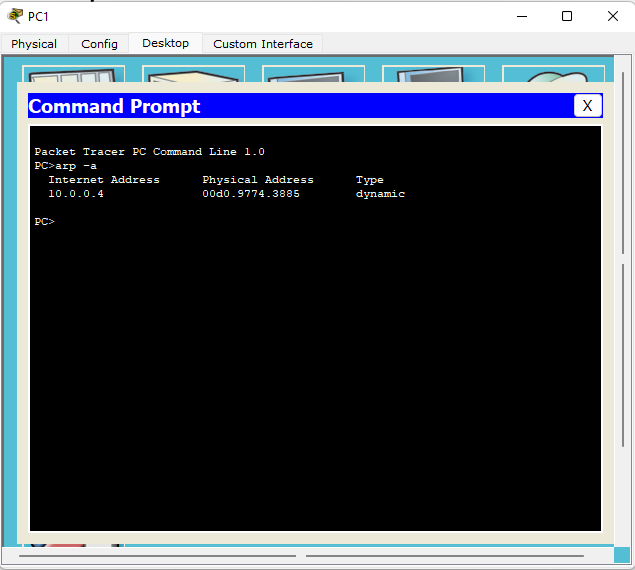 PC1
Physical Config Desktop Custom Interface
Command Prompt X
Packet Tracer PC Command Line 1.0
PC>arp -a
Internet Address Physical Address Type
10.0.0.4 00d0.9774.3885 dynamic
PC>